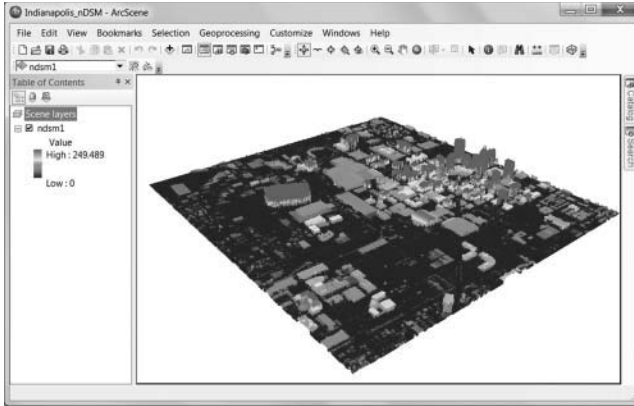 Indianapolis_nDSM - ArcScene
File Edit View Bookmarks Selection Geoprocessing Customize Windows Help
ndsm1
Table of Contents
Scene layers
ndsm1
Value
High : 249.489
Low : 0
Catalog
Search